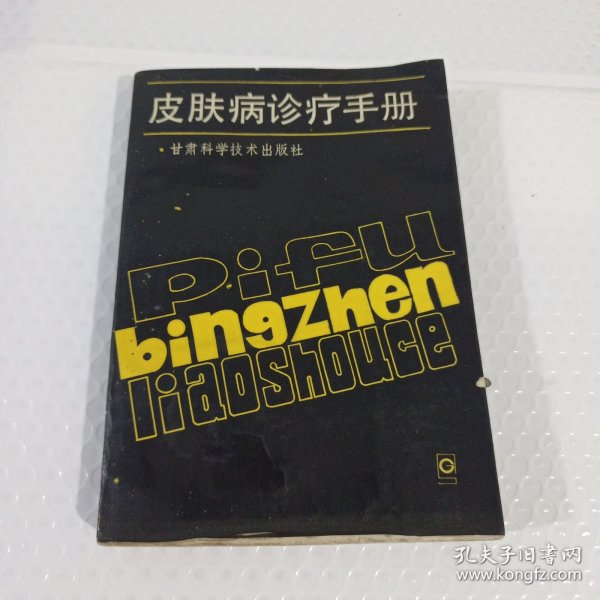 皮肤病诊疗手册
·甘肃科学技术出版社
Pifu
bingzhen
liaoshouce
G
孔夫子旧书网
www.kongfz.com